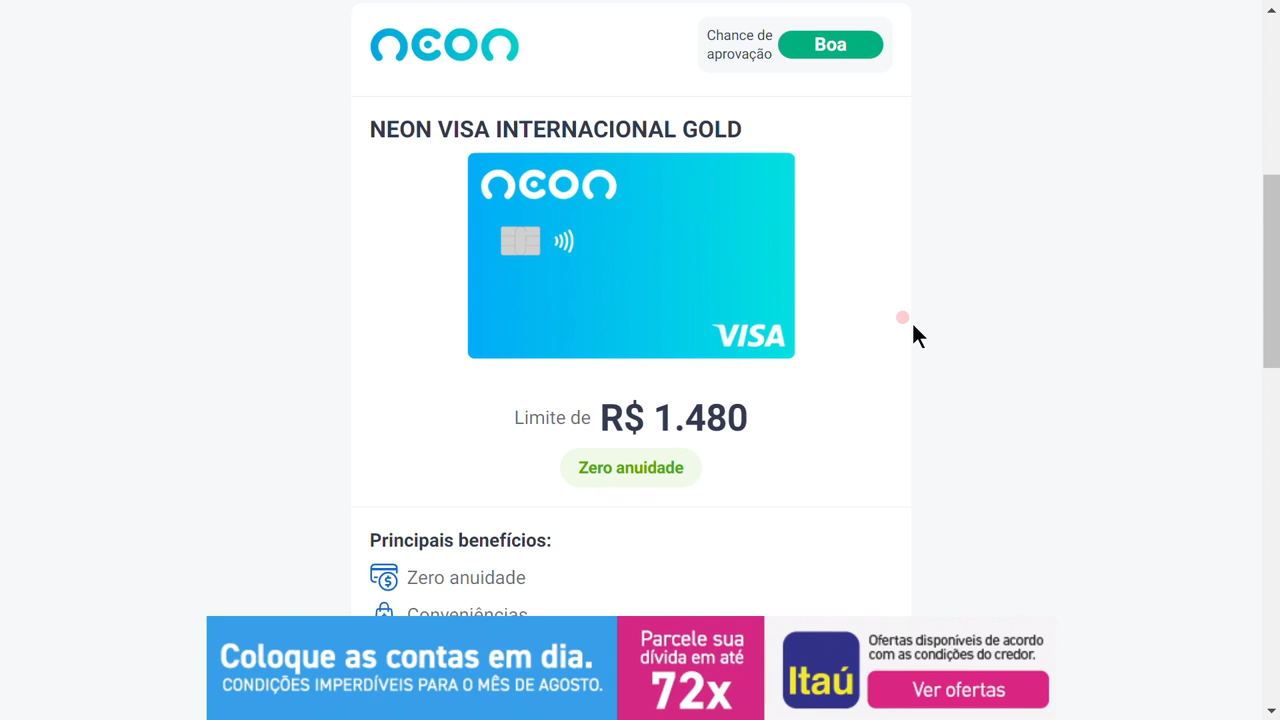 neon
Chance de
aprovação
Boa
NEON VISA INTERNACIONAL GOLD
neon
VISA
Limite de R$ 1.480
Zero anuidade
Principais benefícios:
Zero anuidade
Conveniências
Coloque as contas em dia.
CONDIÇÕES IMPERDÍVEIS PARA O MÊS DE AGOSTO.
Parcele sua
dívida em até
72x
Itaú
Ofertas disponíveis de acordo
com as condições do credor.
Ver ofertas